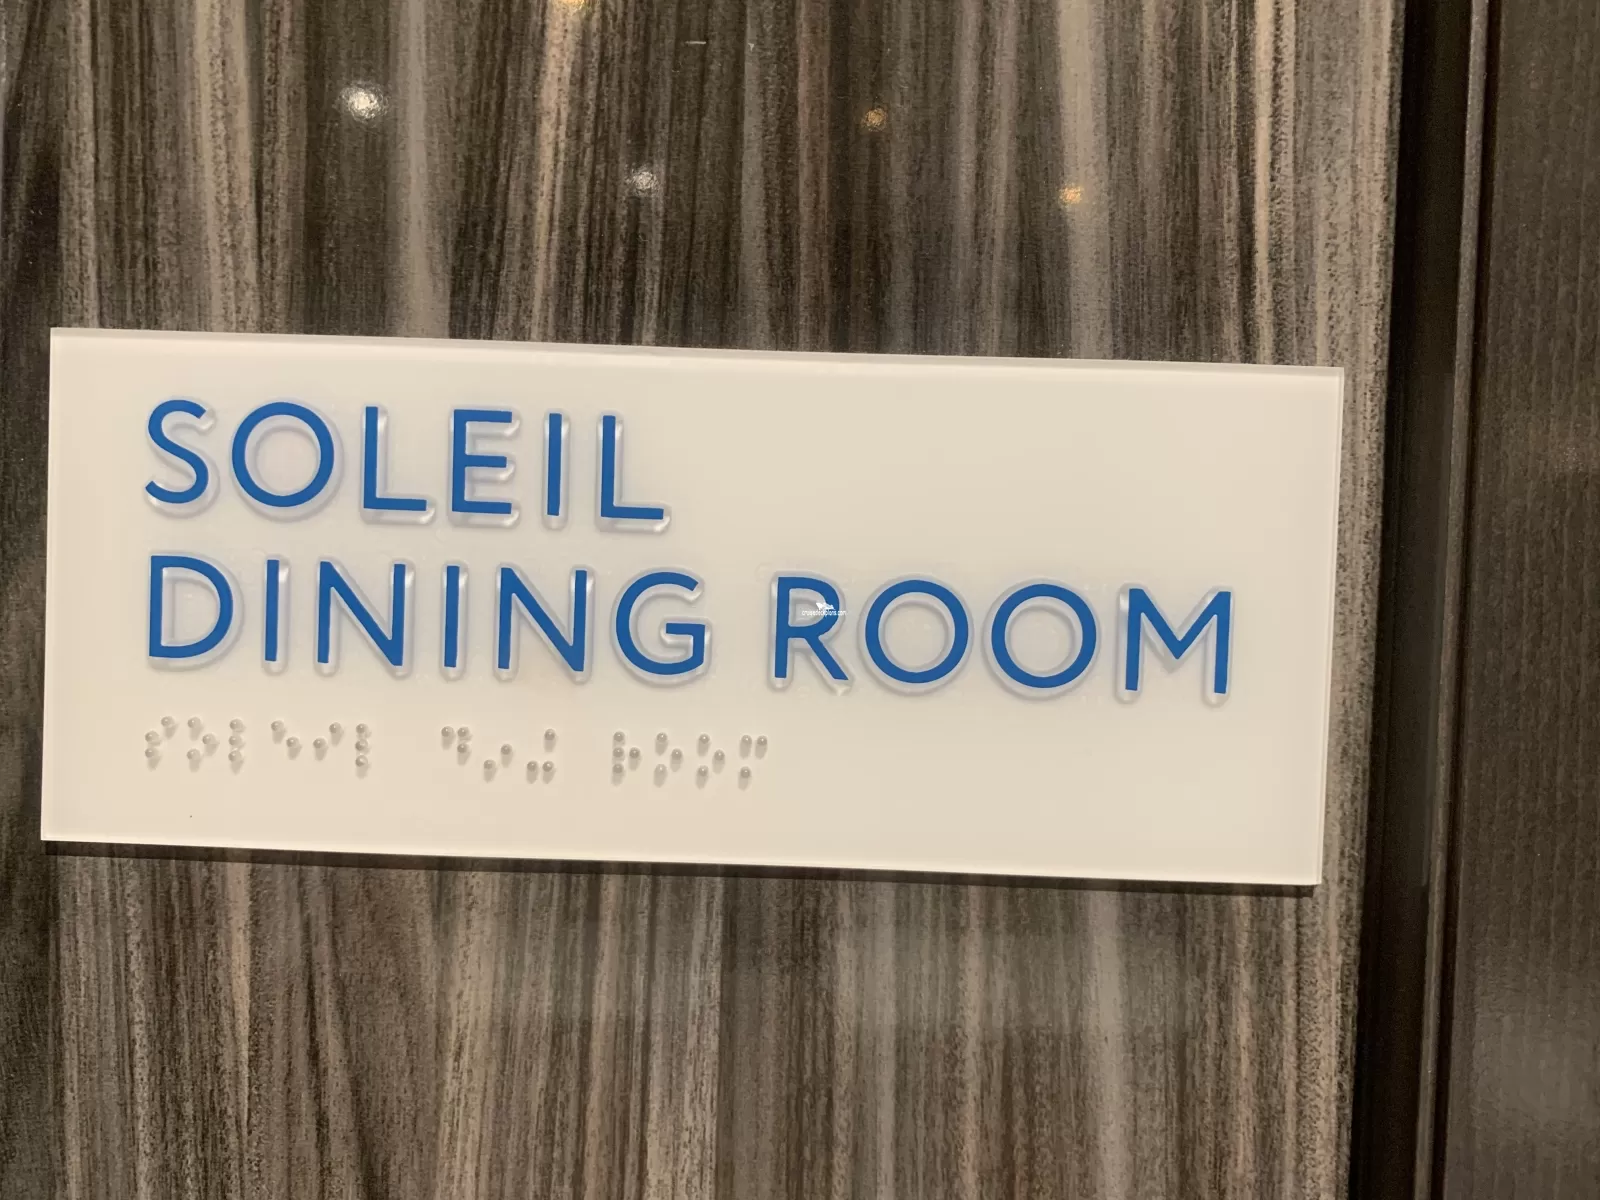 SOLEIL
DINING ROOM
⠎⠕⠇⠑⠊⠇ ⠙⠔⠬ ⠗⠕⠕⠍